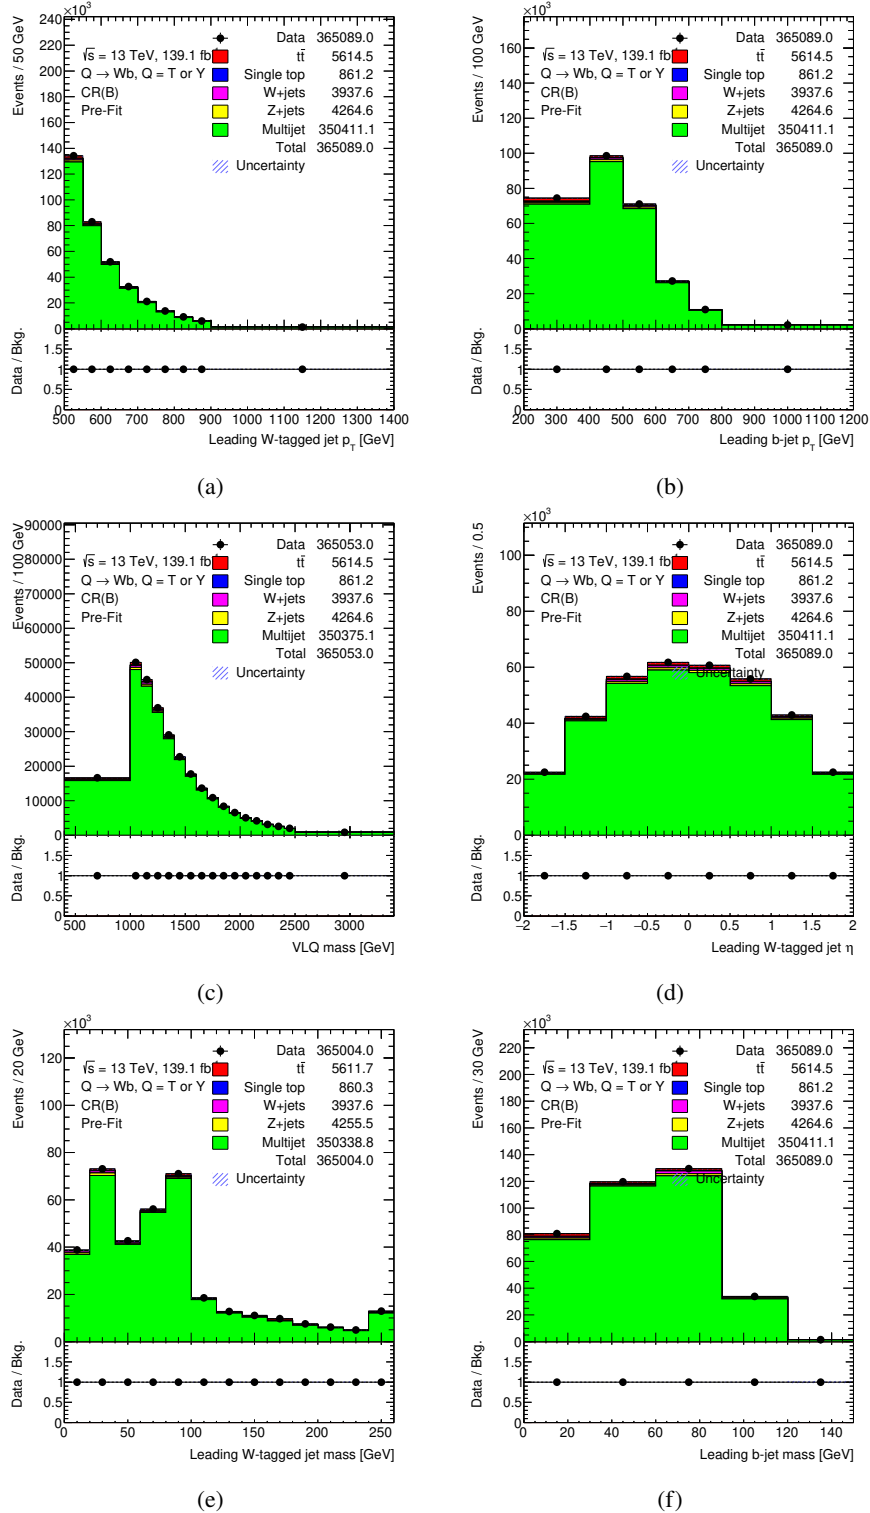 ×10³
Events / 50 GeV
240
220
200
180
160
140
120
100
80
60
40
20
0
√s = 13 TeV, 139.1 fb
Q → Wb, Q = T or Y
CR(B)
Pre-Fit
Data 365089.0
tt̄ 5614.5
Single top 861.2
W+jets 3937.6
Z+jets 4264.6
Multijet 350411.1
Total 365089.0
Uncertainty
Data / Bkg.
1.5
1
0.5
0
500 600 700 800 900 1000 1100 1200 1300 1400
Leading W-tagged jet p_T [GeV]
(a)
×10³
Events / 100 GeV
160
140
120
100
80
60
40
20
0
√s = 13 TeV, 139.1 fb
Q → Wb, Q = T or Y
CR(B)
Pre-Fit
Data 365089.0
tt̄ 5614.5
Single top 861.2
W+jets 3937.6
Z+jets 4264.6
Multijet 350411.1
Total 365089.0
Uncertainty
Data / Bkg.
1.5
1
0.5
0
200 300 400 500 600 700 800 900 1000 1100 1200
Leading b-jet p_T [GeV]
(b)
Events / 100 GeV
90000
80000
70000
60000
50000
40000
30000
20000
10000
0
√s = 13 TeV, 139.1 fb
Q → Wb, Q = T or Y
CR(B)
Pre-Fit
Data 365053.0
tt̄ 5614.5
Single top 861.2
W+jets 3937.6
Z+jets 4264.6
Multijet 350375.1
Total 365053.0
Uncertainty
Data / Bkg.
1.5
1
0.5
0
500 1000 1500 2000 2500 3000
VLQ mass [GeV]
(c)
×10³
Events / 0.5
100
80
60
40
20
0
√s = 13 TeV, 139.1 fb
Q → Wb, Q = T or Y
CR(B)
Pre-Fit
Data 365089.0
tt̄ 5614.5
Single top 861.2
W+jets 3937.6
Z+jets 4264.6
Multijet 350411.1
Total 365089.0
Uncertainty
Data / Bkg.
1.5
1
0.5
0
−2 −1.5 −1 −0.5 0 0.5 1 1.5 2
Leading W-tagged jet η
(d)
×10³
Events / 20 GeV
120
100
80
60
40
20
0
√s = 13 TeV, 139.1 fb
Q → Wb, Q = T or Y
CR(B)
Pre-Fit
Data 365004.0
tt̄ 5611.7
Single top 860.3
W+jets 3937.6
Z+jets 4255.5
Multijet 350338.8
Total 365004.0
Uncertainty
Data / Bkg.
1.5
1
0.5
0
0 50 100 150 200 250
Leading W-tagged jet mass [GeV]
(e)
×10³
Events / 30 GeV
220
200
180
160
140
120
100
80
60
40
20
0
√s = 13 TeV, 139.1 fb
Q → Wb, Q = T or Y
CR(B)
Pre-Fit
Data 365089.0
tt̄ 5614.5
Single top 861.2
W+jets 3937.6
Z+jets 4264.6
Multijet 350411.1
Total 365089.0
Uncertainty
Data / Bkg.
1.5
1
0.5
0
0 20 40 60 80 100 120 140
Leading b-jet mass [GeV]
(f)